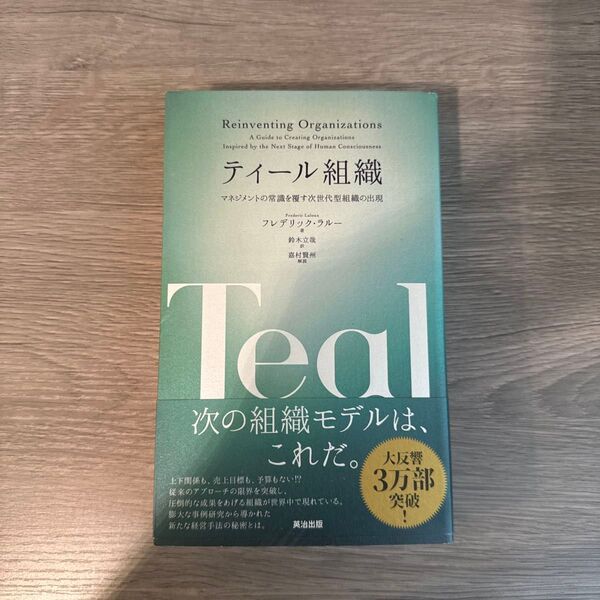 Reinventing Organizations
A Guide to Creating Organizations
Inspired by the Next Stage of Human Consciousness
ティール組織
マネジメントの常識を覆す次世代型組織の出現
Frederic Laloux
フレデリック・ラルー
著
鈴木立哉
訳
嘉村賢州
解説
Teal
次の組織モデルは、
これだ。
上下関係も、売上目標も、予算もない!?
従来のアプローチの限界を突破し、
圧倒的な成果をあげる組織が世界中で現れている。
膨大な事例研究から導かれた
新たな経営手法の秘密とは。
大反響
3万部
突破!
英治出版